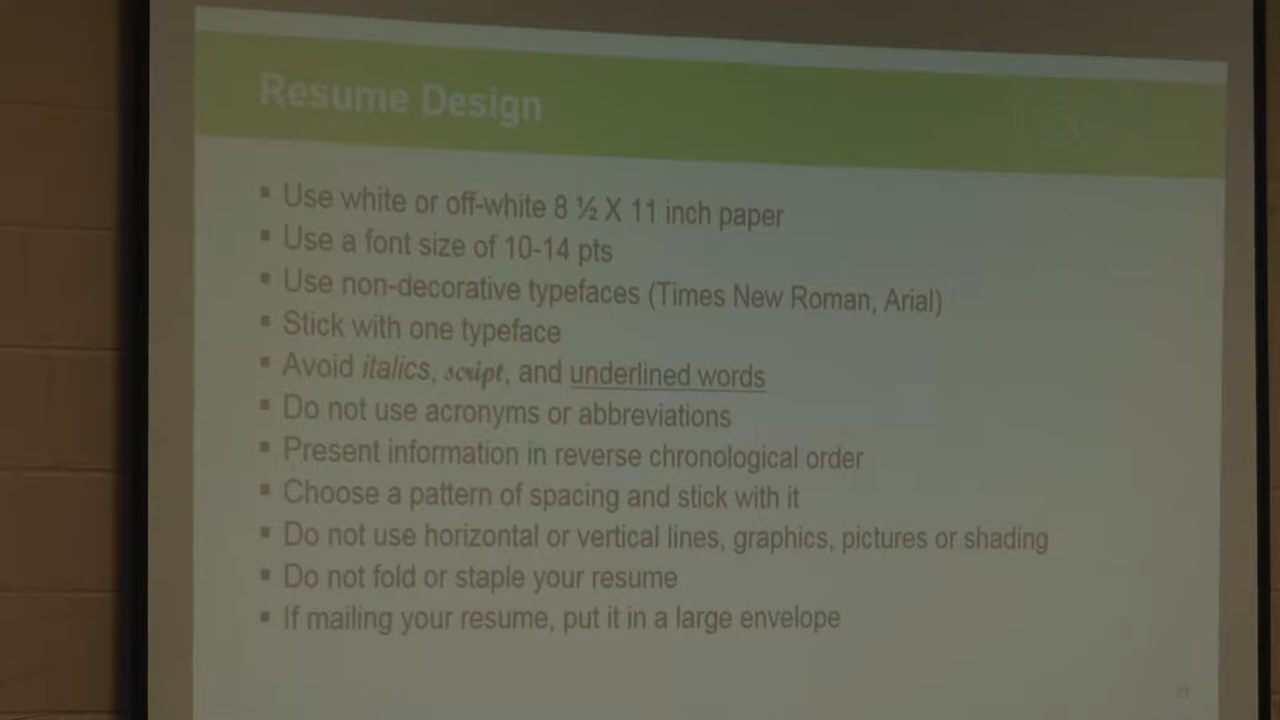 Resume Design
▪ Use white or off-white 8 ½ X 11 inch paper
▪ Use a font size of 10-14 pts
▪ Use non-decorative typefaces (Times New Roman, Arial)
▪ Stick with one typeface
▪ Avoid italics, script, and underlined words
▪ Do not use acronyms or abbreviations
▪ Present information in reverse chronological order
▪ Choose a pattern of spacing and stick with it
▪ Do not use horizontal or vertical lines, graphics, pictures or shading
▪ Do not fold or staple your resume
▪ If mailing your resume, put it in a large envelope